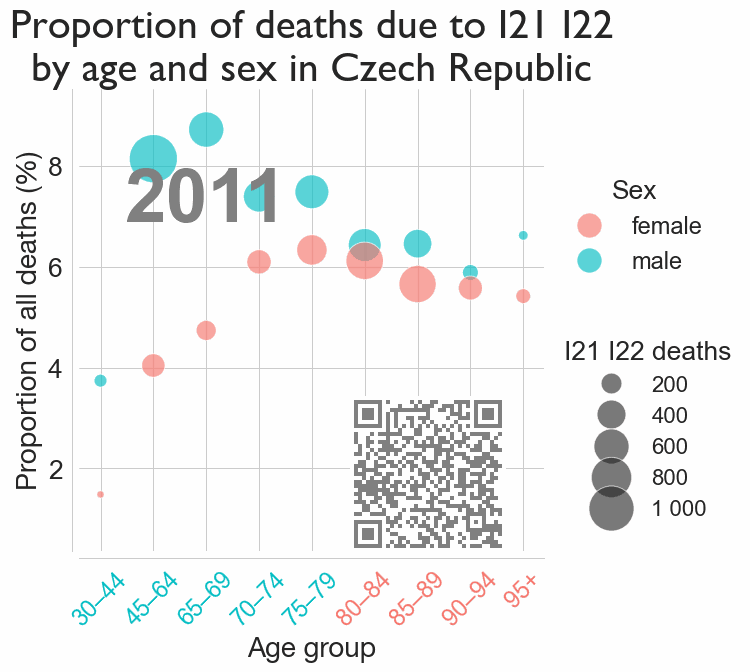 Proportion of deaths due to I21 I22
by age and sex in Czech Republic
Proportion of all deaths (%)
8
6
4
2
2011
30–44
45–64
65–69
70–74
75–79
80–84
85–89
90–94
95+
Age group
Sex
female
male
I21 I22 deaths
200
400
600
800
1 000